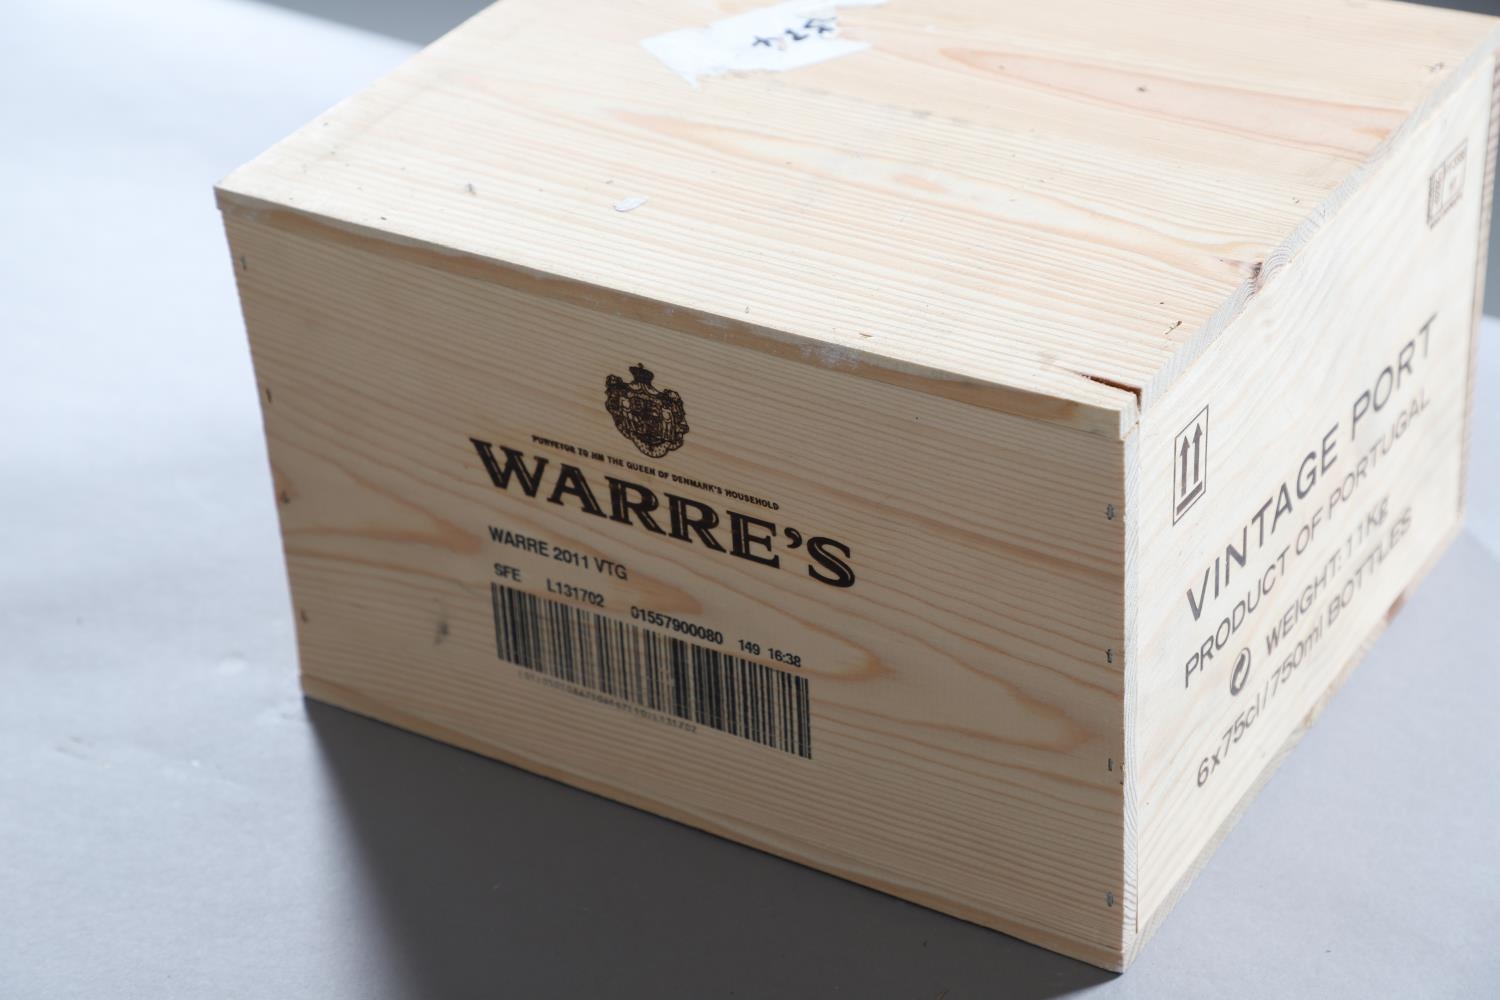 PURVEYOR TO HM THE QUEEN OF DENMARK'S HOUSEHOLD
WARRE'S
WARRE 2011 VTG
SFE L131702 01557900080 149 16:38
VINTAGE PORT
PRODUCT OF PORTUGAL
WEIGHT: 11Kg
6x75cl / 750ml BOTTLES